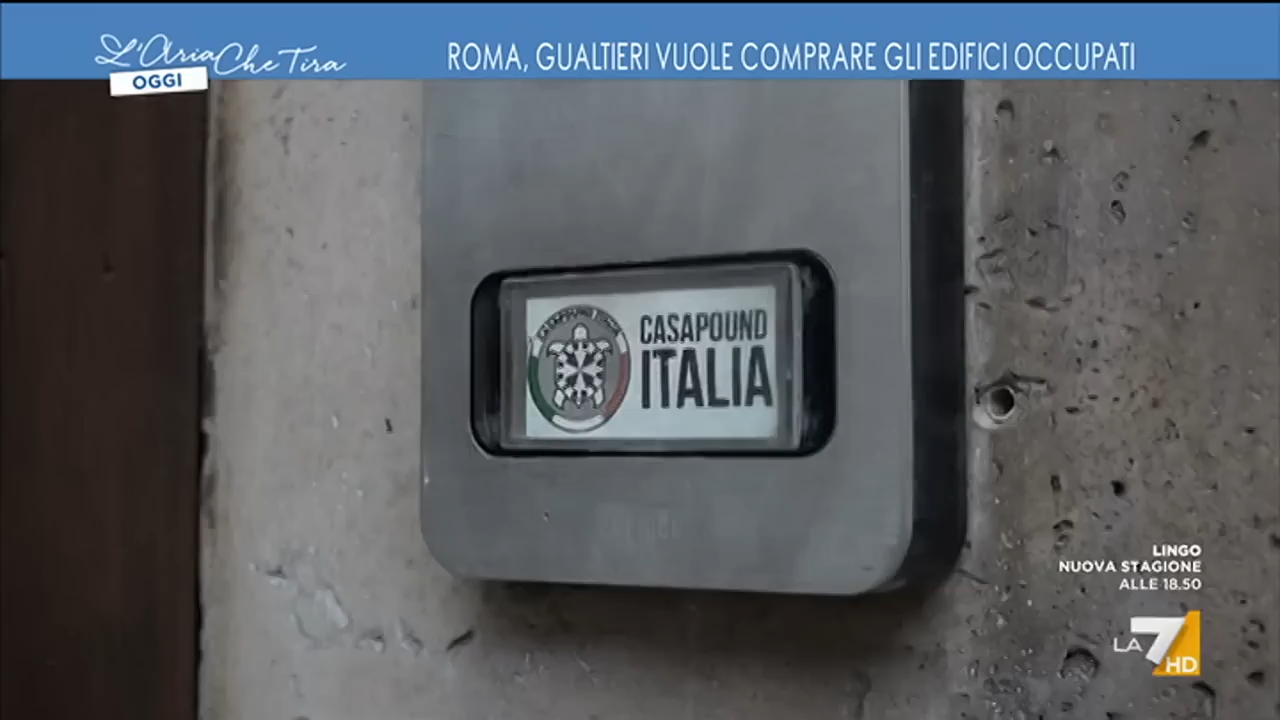 L'Aria Che Tira
OGGI
ROMA, GUALTIERI VUOLE COMPRARE GLI EDIFICI OCCUPATI
CASAPOUND
ITALIA
LINGO
NUOVA STAGIONE
ALLE 18.50
LA7
HD